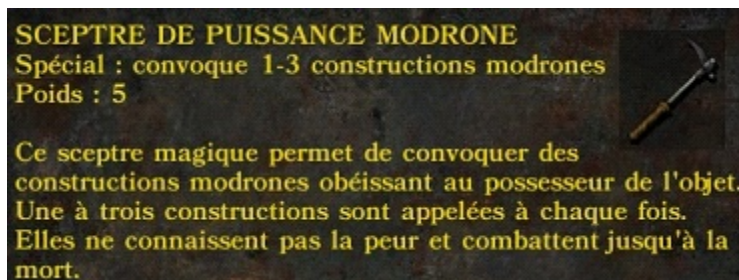 SCEPTRE DE PUISSANCE MODRONE
Spécial : convoque 1-3 constructions modrones
Poids : 5
Ce sceptre magique permet de convoquer des
constructions modrones obéissant au possesseur de l'objet.
Une à trois constructions sont appelées à chaque fois.
Elles ne connaissent pas la peur et combattent jusqu'à la
mort.